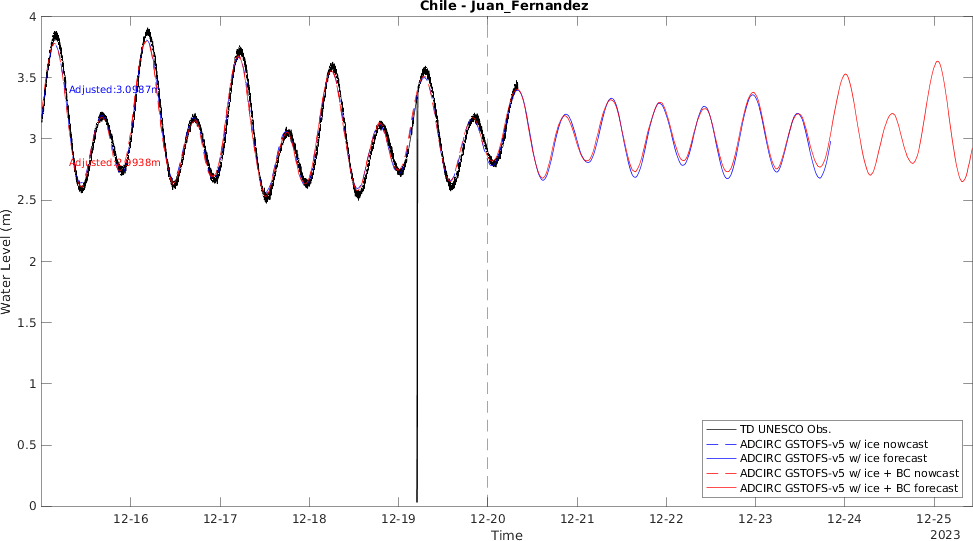 Chile - Juan_Fernandez
4
3.5
3
2.5
2
1.5
1
0.5
0
Water Level (m)
Adjusted:3.0987m
Adjusted:2.9938m
12-16
12-17
12-18
12-19
12-20
12-21
12-22
12-23
12-24
12-25
Time
2023
TD UNESCO Obs.
ADCIRC GSTOFS-v5 w/ ice nowcast
ADCIRC GSTOFS-v5 w/ ice forecast
ADCIRC GSTOFS-v5 w/ ice + BC nowcast
ADCIRC GSTOFS-v5 w/ ice + BC forecast